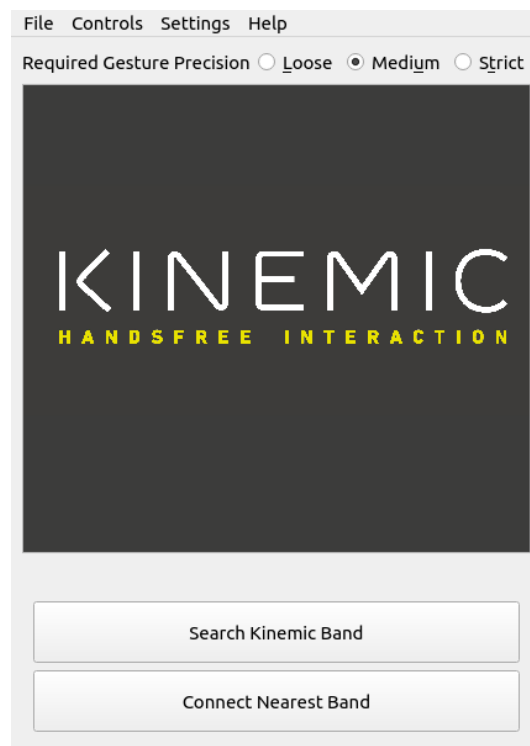 File Controls Settings Help
Required Gesture Precision Loose Medium Strict
KINEMIC
HANDSFREE INTERACTION
Search Kinemic Band
Connect Nearest Band